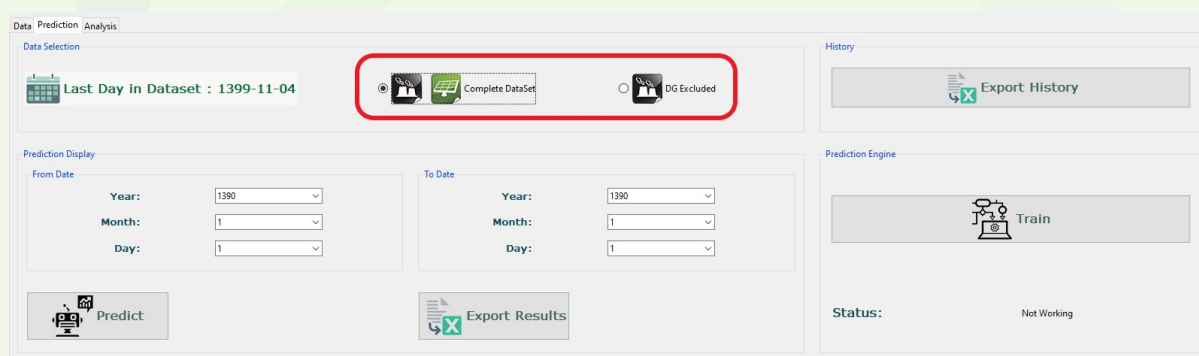 Data Prediction Analysis
Data Selection
Last Day in Dataset : 1399-11-04
Complete DataSet
DG Excluded
History
Export History
Prediction Display
From Date
Year: 1390
Month: 1
Day: 1
To Date
Year: 1390
Month: 1
Day: 1
Predict
Export Results
Prediction Engine
Train
Status: Not Working